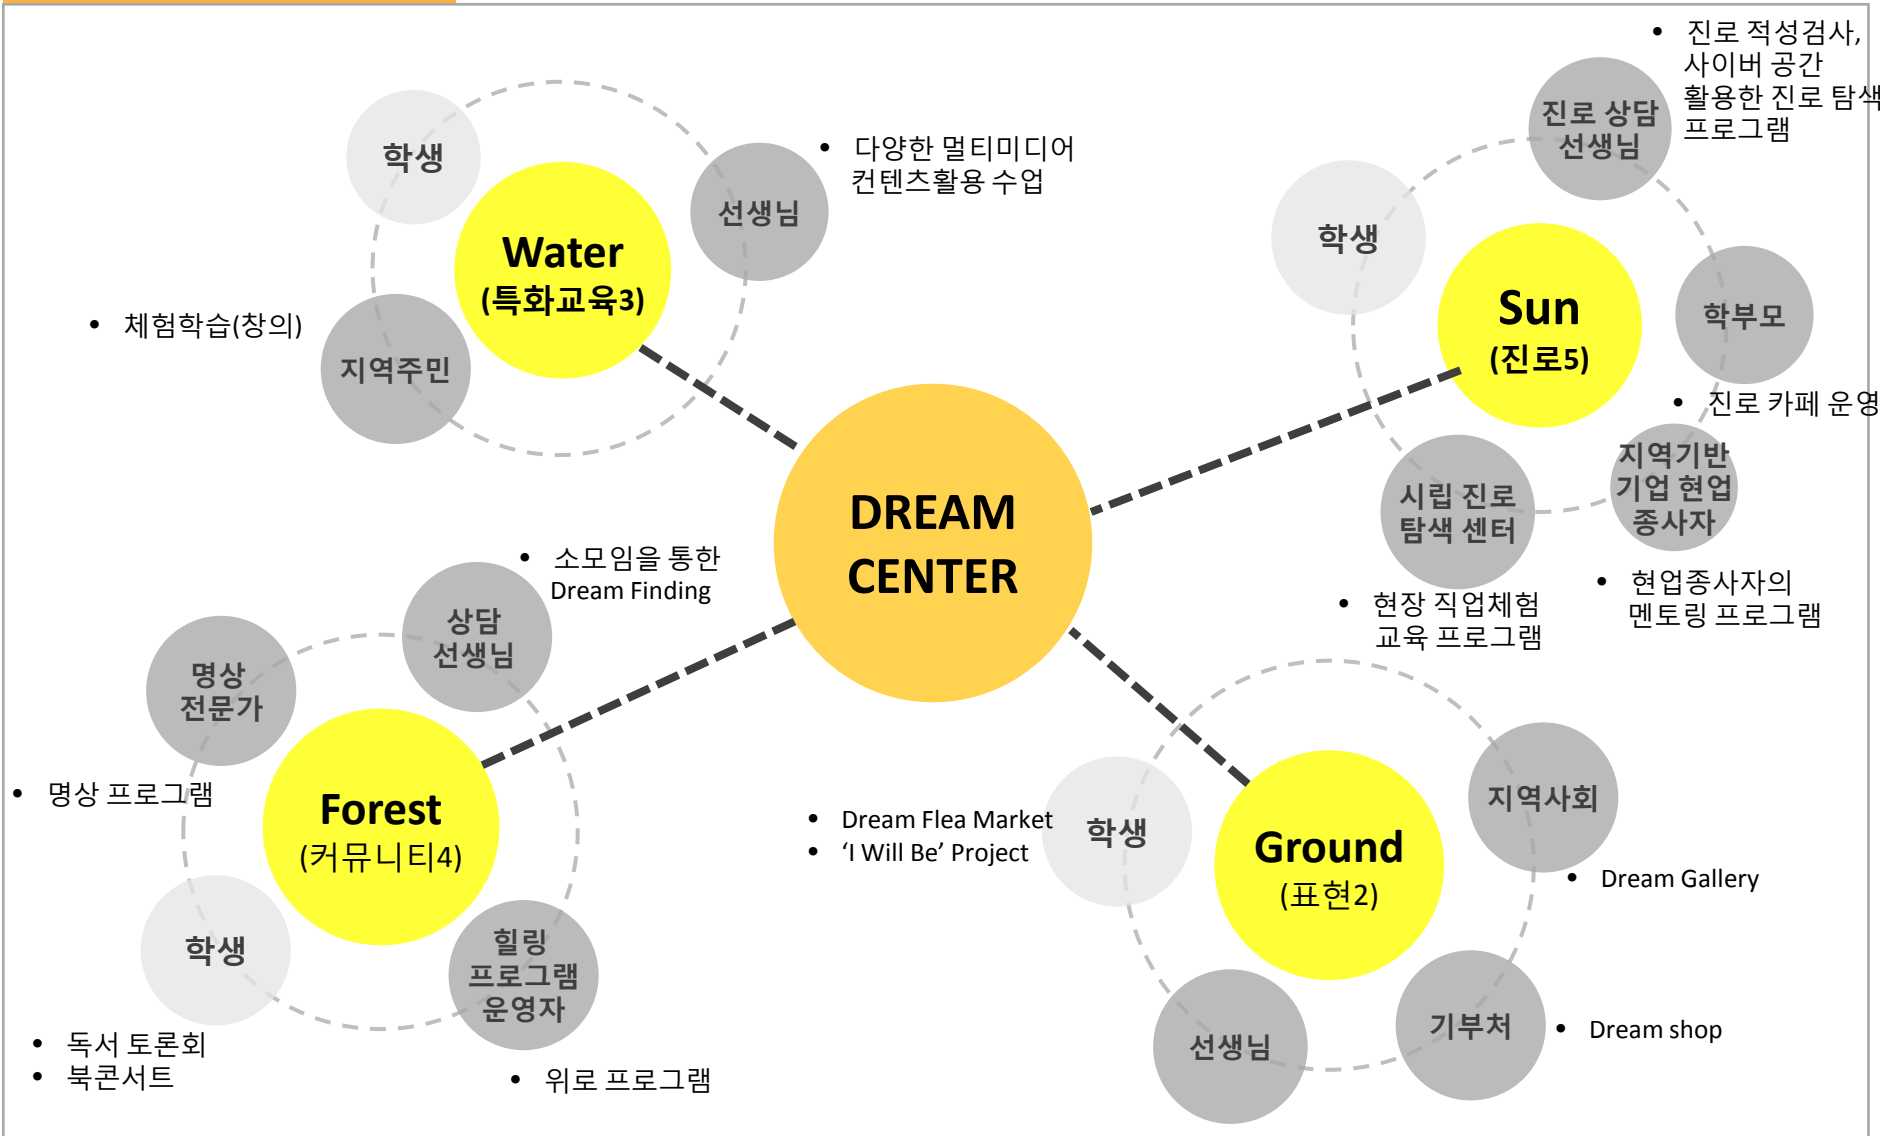 학생
Water
(특화교육3)
선생님
• 다양한 멀티미디어
컨텐츠활용 수업
• 체험학습(창의)
지역주민
• 진로 적성검사,
사이버 공간
활용한 진로 탐색
프로그램
진로 상담
선생님
학생
Sun
(진로5)
학부모
• 진로 카페 운영
지역기반
기업 현업
종사자
시립 진로
탐색 센터
• 현업종사자의
멘토링 프로그램
• 현장 직업체험
교육 프로그램
DREAM
CENTER
• 소모임을 통한
Dream Finding
상담
선생님
명상
전문가
• 명상 프로그램
Forest
(커뮤니티4)
학생
힐링
프로그램
운영자
• 독서 토론회
• 북콘서트
• 위로 프로그램
• Dream Flea Market
• ‘I Will Be’ Project
학생
Ground
(표현2)
지역사회
• Dream Gallery
선생님
기부처
• Dream shop